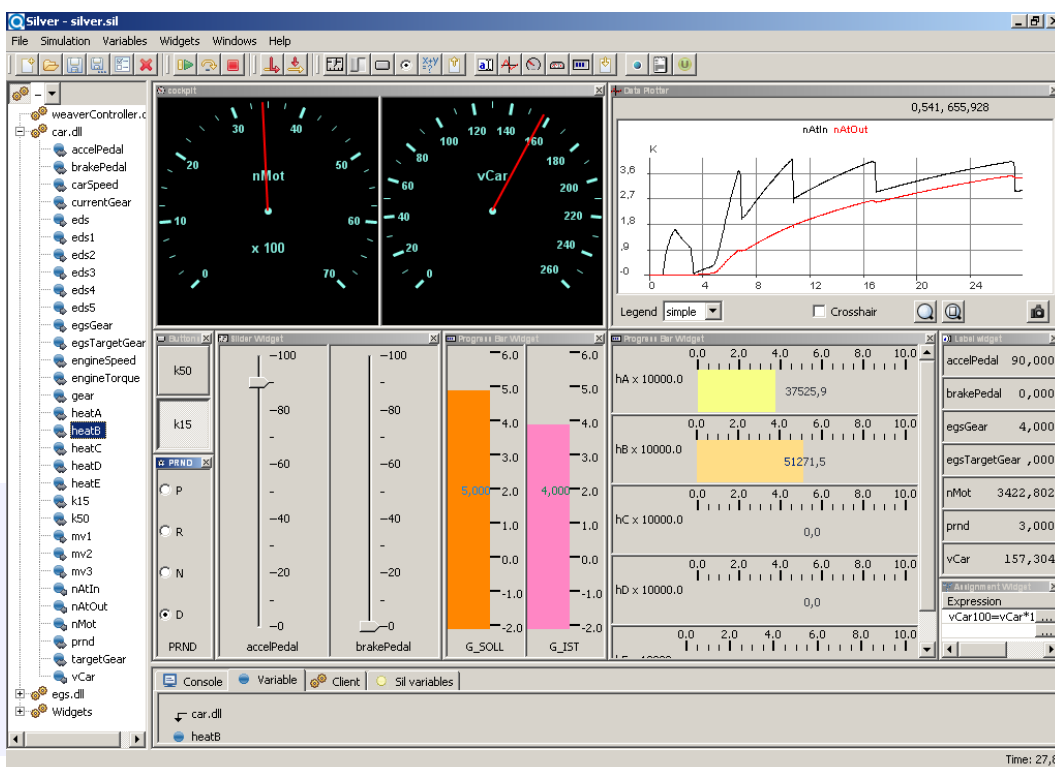 Silver - silver.sil
File Simulation Variables Widgets Windows Help
weaverController.c
car.dll
accelPedal
brakePedal
carSpeed
currentGear
eds
eds1
eds2
eds3
eds4
eds5
egsGear
egsTargetGear
engineSpeed
engineTorque
gear
heatA
heatB
heatC
heatD
heatE
k15
k50
mv1
mv2
mv3
nAtIn
nAtOut
nMot
prnd
targetGear
vCar
egs.dll
Widgets
cockpit
0 10 20 30 40 50 60 70
nMot
x 100
0 20 40 60 80 100 120 140 160 180 200 220 240 260
vCar
Data Plotter
0,541, 655,928
nAtIn nAtOut
K
3,6
2,7
1,8
,9
-0
0 4 8 12 16 20 24
Legend simple Crosshair
Buttons
k50
k15
PRND
P
R
N
D
PRND
Slider Widget
-100 -100
-80 -80
-60 -60
-40 -40
-20 -20
-0 -0
accelPedal brakePedal
Progress Bar Widget
6.0 6.0
5.0 5.0
4.0 4.0
3.0 3.0
5,000 2.0 4,000 2.0
1.0 1.0
0.0 0.0
-1.0 -1.0
-2.0 -2.0
G_SOLL G_IST
Progress Bar Widget
0.0 2.0 4.0 6.0 8.0 10.0
hA x 10000.0 37525,9
0.0 2.0 4.0 6.0 8.0 10.0
hB x 10000.0 51271,5
0.0 2.0 4.0 6.0 8.0 10.0
hC x 10000.0 0,0
0.0 2.0 4.0 6.0 8.0 10.0
hD x 10000.0 0,0
0.0 2.0 4.0 6.0 8.0 10.0
Label Widget
accelPedal 90,000
brakePedal 0,000
egsGear 4,000
egsTargetGear ,000
nMot 3422,802
prnd 3,000
vCar 157,304
Assignment Widget
Expression
vCar100=vCar*1 ...
...
Console Variable Client Sil variables
car.dll
heatB
Time: 27,8